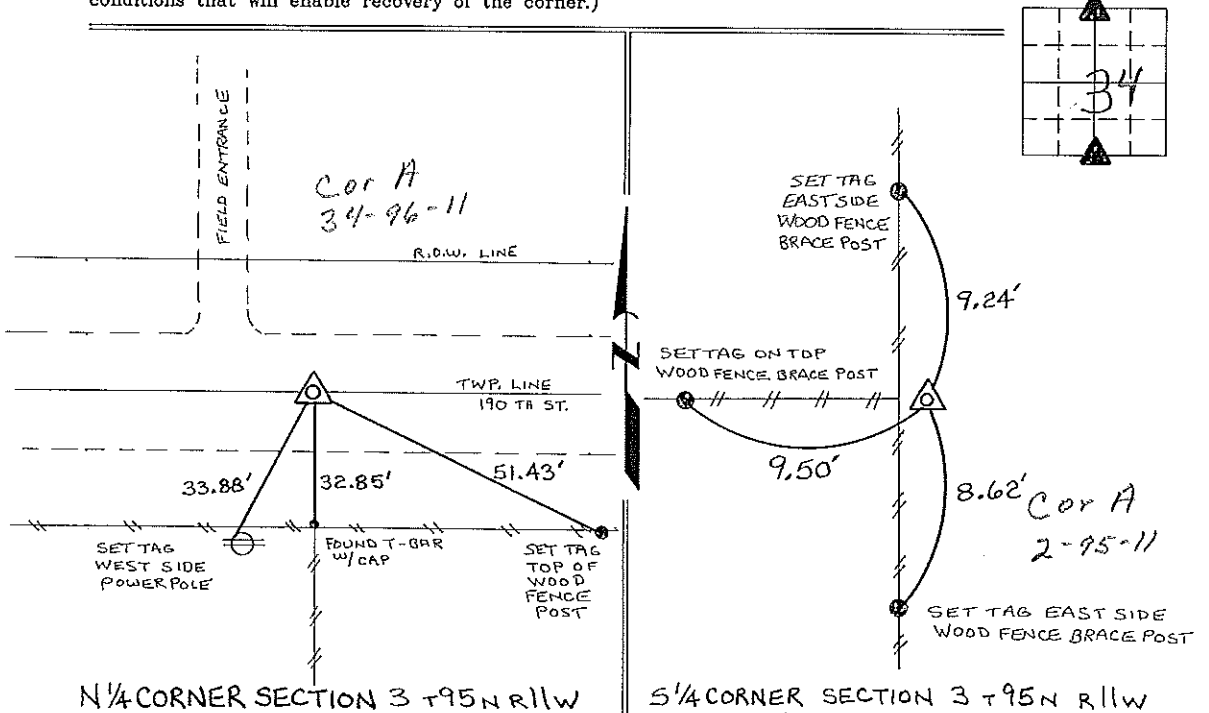 conditions that will enable recovery of the corner.)
34
FIELD ENTRANCE
Cor A
34-96-11
R.O.W. LINE
TWP. LINE
190 TH ST.
33.88'
32.85'
51.43'
SET TAG
WEST SIDE
POWERPOLE
FOUND T-BAR
W/CAP
SET TAG
TOP OF
WOOD
FENCE
POST
N 1/4 CORNER SECTION 3 T95N R11W
N
SET TAG
EAST SIDE
WOOD FENCE
BRACE POST
9.24'
SET TAG ON TOP
WOOD FENCE BRACE POST
9.50'
8.62'
Cor A
2-95-11
SET TAG EAST SIDE
WOOD FENCE BRACE POST
S 1/4 CORNER SECTION 3 T95N R11W